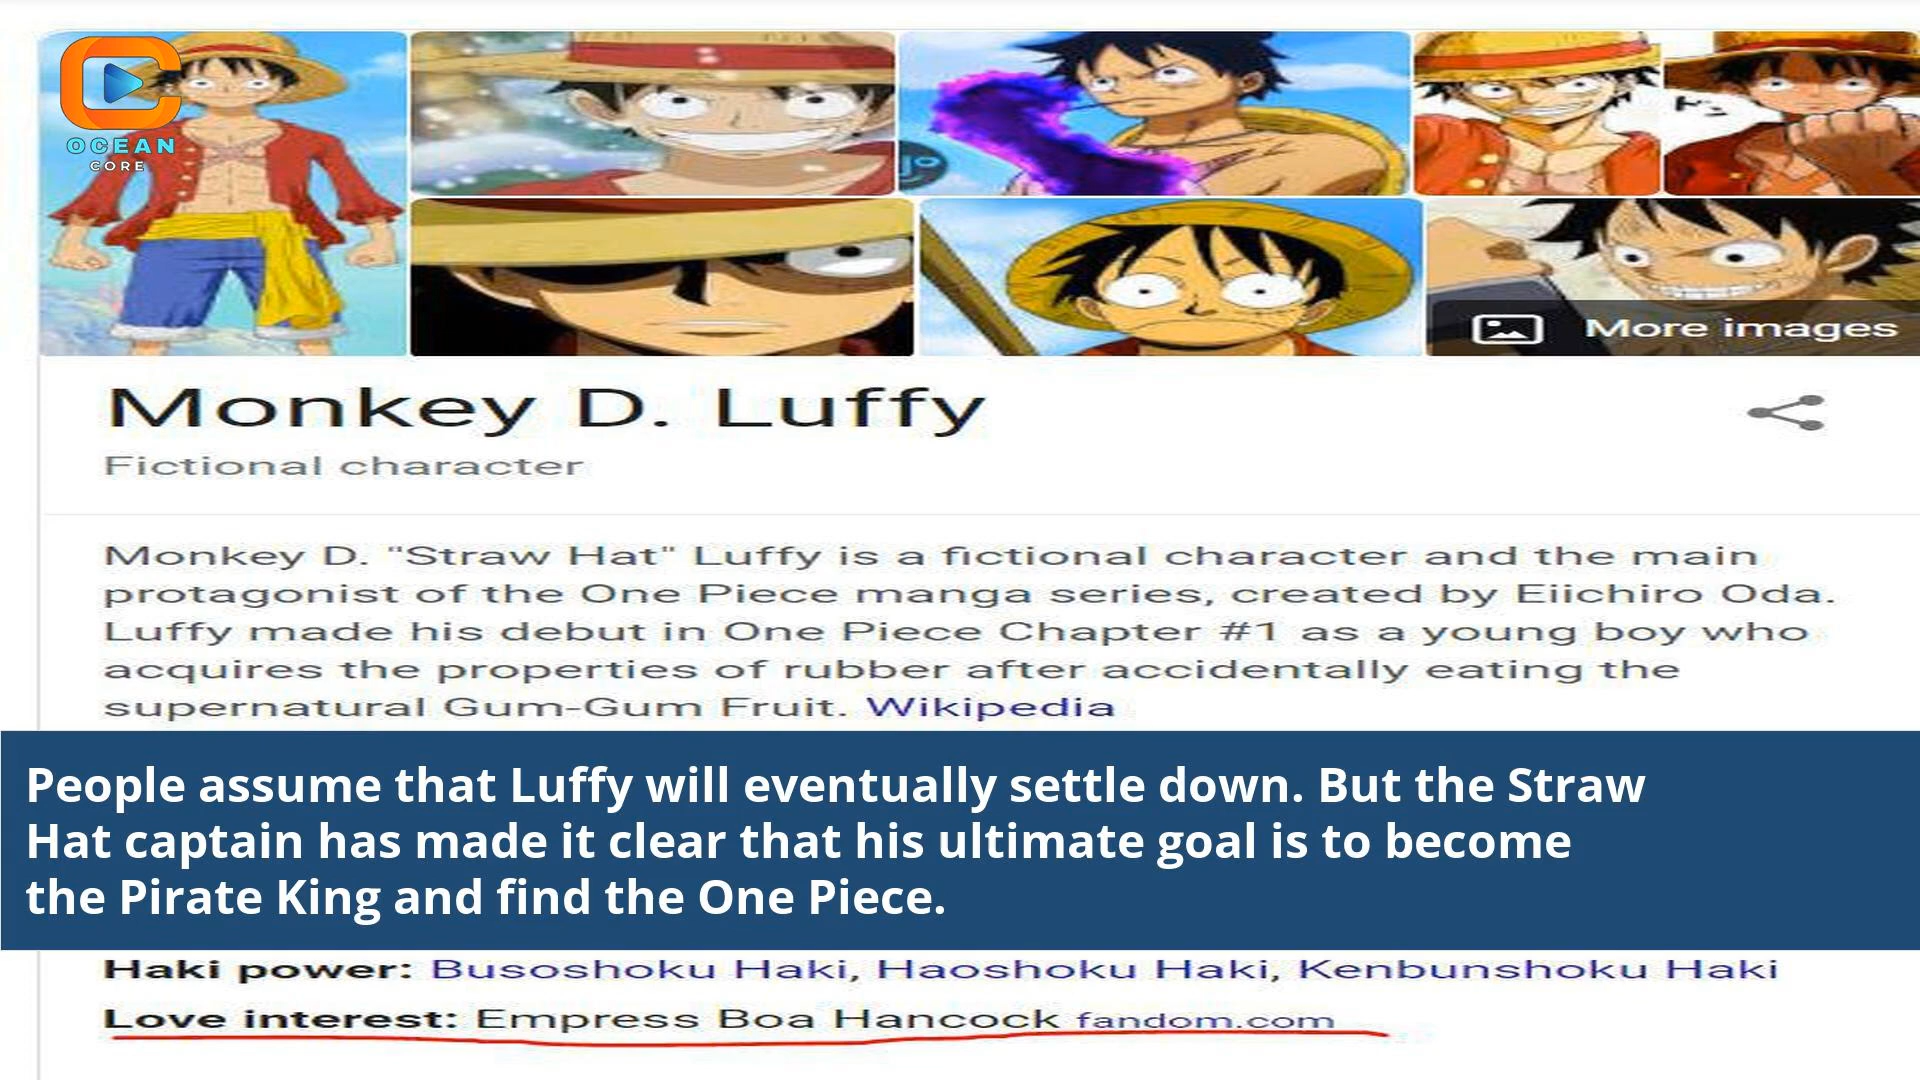 OCEAN
CORE
More images
Monkey D. Luffy
Fictional character
Monkey D. "Straw Hat" Luffy is a fictional character and the main
protagonist of the One Piece manga series, created by Eiichiro Oda.
Luffy made his debut in One Piece Chapter #1 as a young boy who
acquires the properties of rubber after accidentally eating the
supernatural Gum-Gum Fruit. Wikipedia
People assume that Luffy will eventually settle down. But the Straw
Hat captain has made it clear that his ultimate goal is to become
the Pirate King and find the One Piece.
Haki power: Busoshoku Haki, Haoshoku Haki, Kenbunshoku Haki
Love interest: Empress Boa Hancock fandom.com